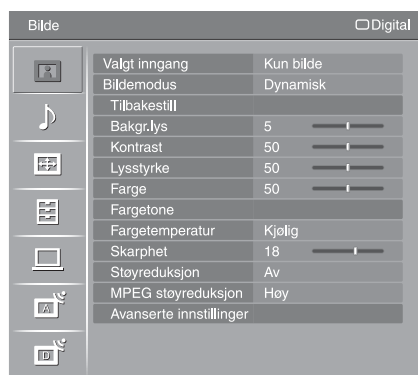 Bilde Digital
Valgt inngang Kun bilde
Bildemodus Dynamisk
Tilbakestill
Bakgr.lys 5
Kontrast 50
Lysstyrke 50
Farge 50
Fargetone
Fargetemperatur Kjølig
Skarphet 18
Støyreduksjon Av
MPEG støyreduksjon Høy
Avanserte innstillinger
A
D